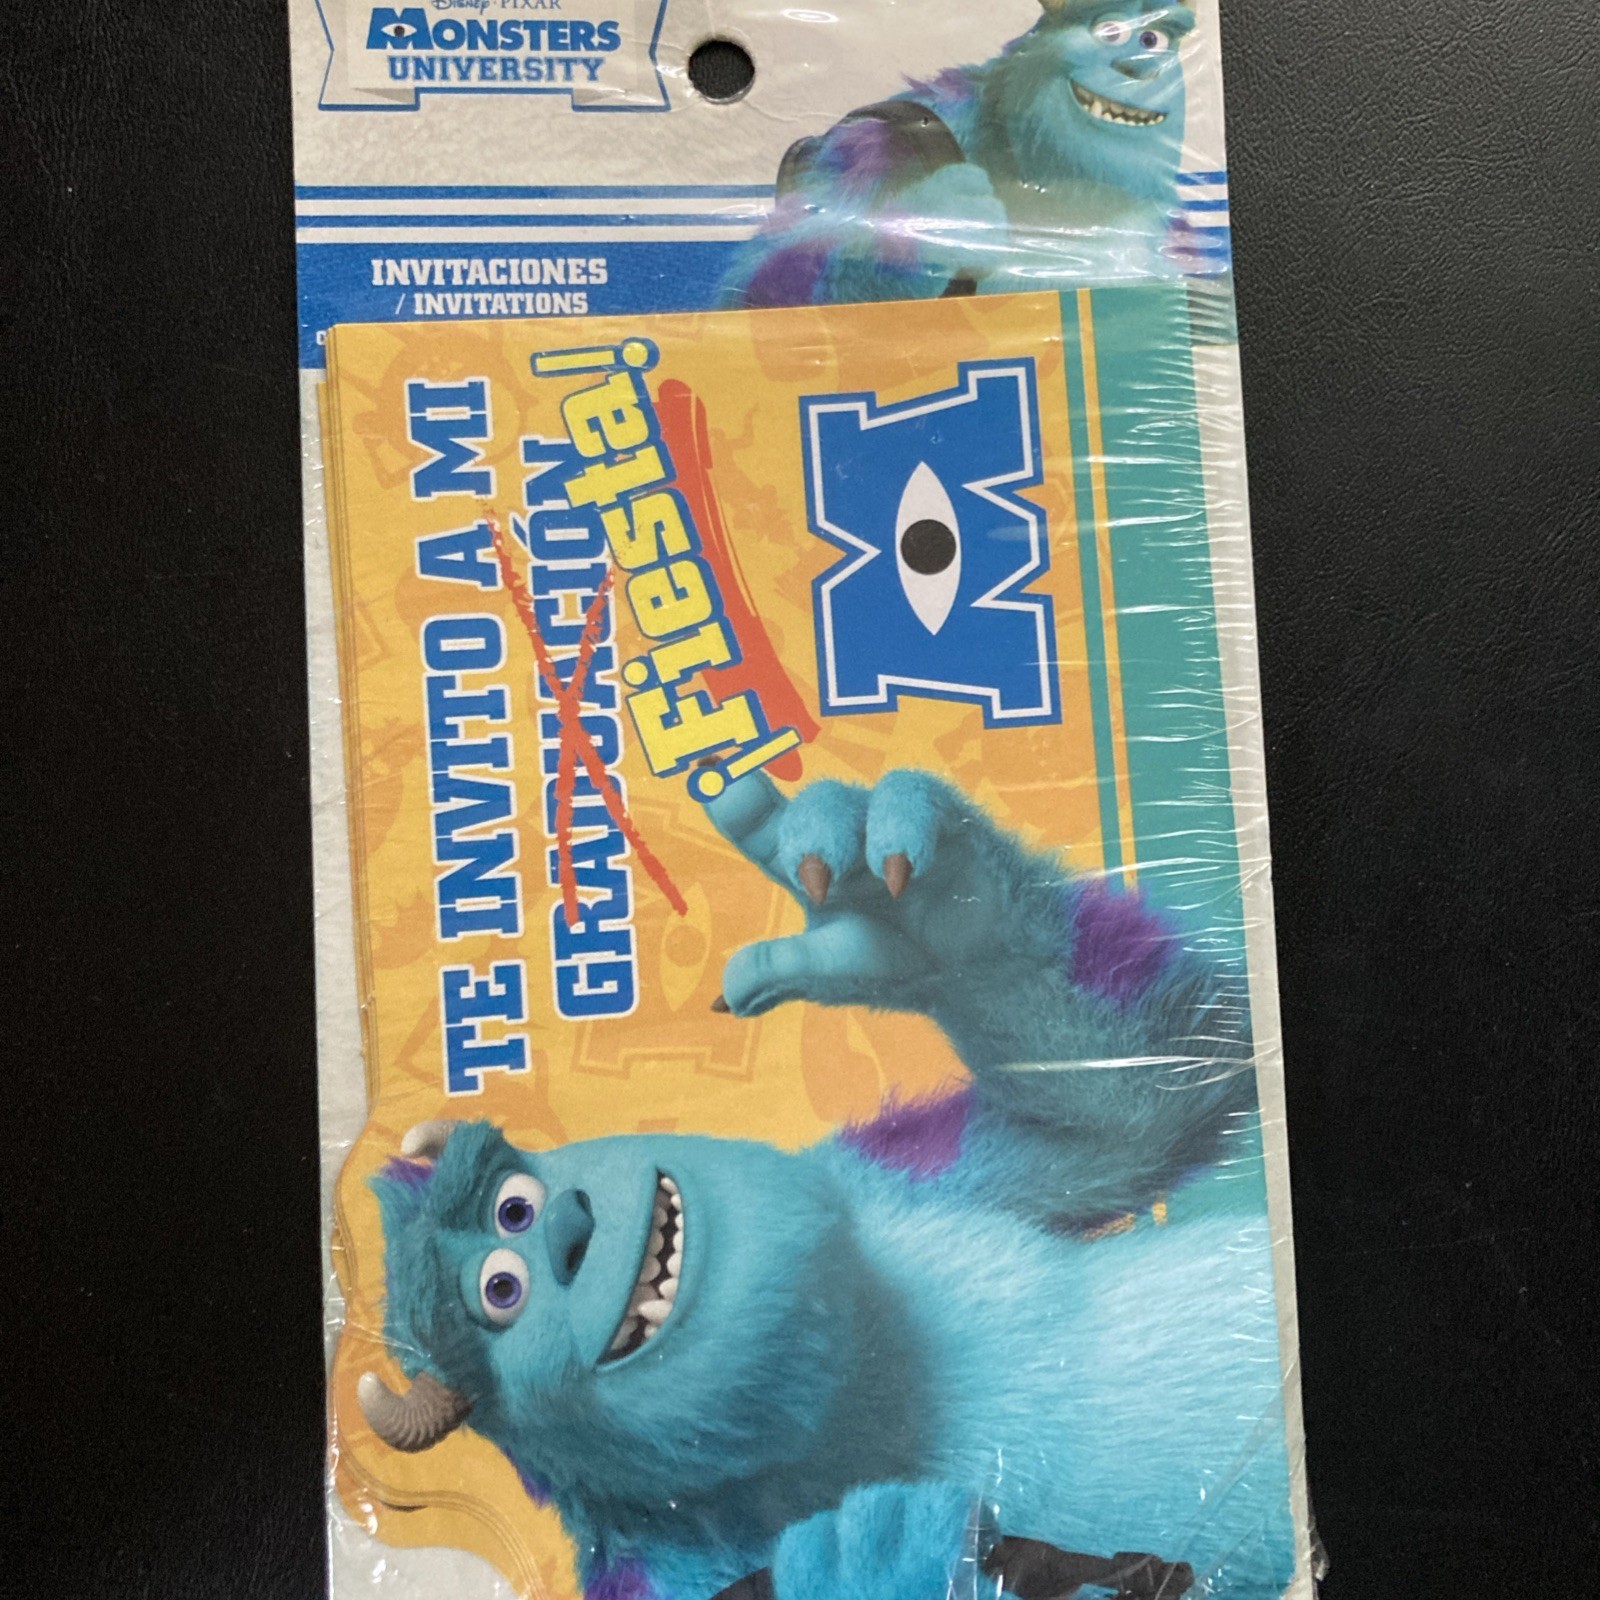 Disney · PIXAR
MONSTERS
UNIVERSITY
INVITACIONES
/ INVITATIONS
TE INVITO A MI
GRADUACIÓN
¡Fiesta!